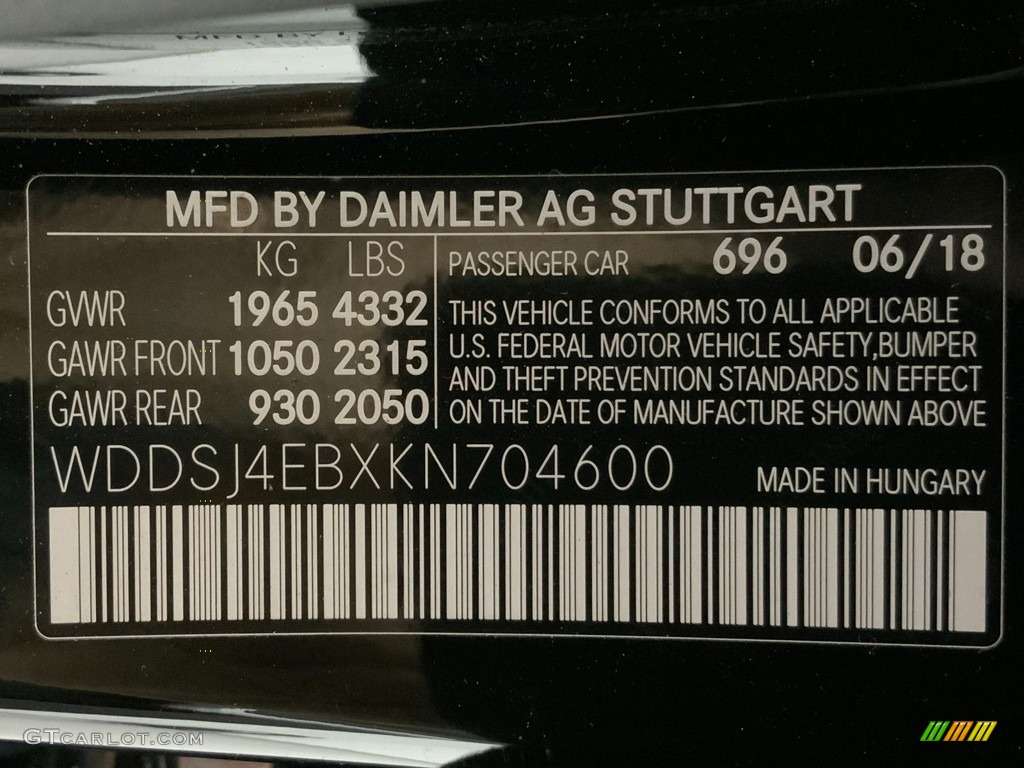 MFD BY DAIMLER AG STUTTGART
KG LBS
GVWR 1965 4332
GAWR FRONT 1050 2315
GAWR REAR 930 2050
PASSENGER CAR 696 06/18
THIS VEHICLE CONFORMS TO ALL APPLICABLE
U.S. FEDERAL MOTOR VEHICLE SAFETY,BUMPER
AND THEFT PREVENTION STANDARDS IN EFFECT
ON THE DATE OF MANUFACTURE SHOWN ABOVE
WDDSJ4EBXKN704600
MADE IN HUNGARY
GTCARLOT.COM